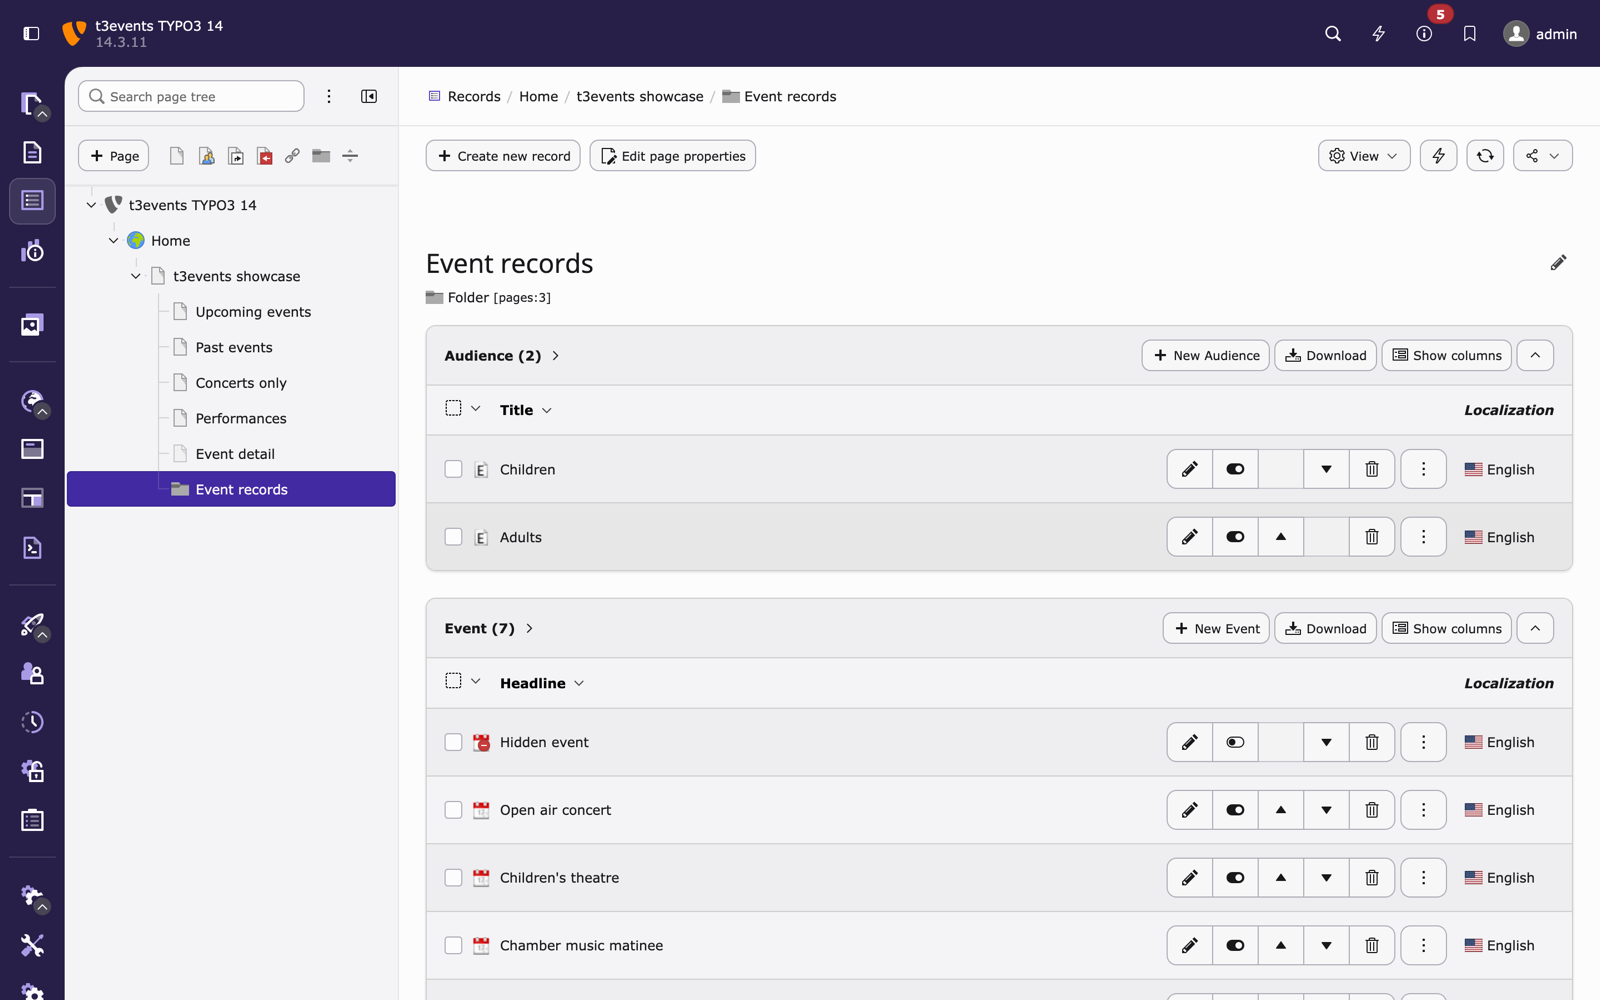 t3events TYPO3 14
14.3.11
5
admin
Search page tree
Page
t3events TYPO3 14
Home
t3events showcase
Upcoming events
Past events
Concerts only
Performances
Event detail
Event records
Records / Home / t3events showcase / Event records
Create new record
Edit page properties
View
Event records
Folder [pages:3]
Audience (2)
New Audience
Download
Show columns
Title
Localization
Children
English
Adults
English
Event (7)
New Event
Download
Show columns
Headline
Localization
Hidden event
English
Open air concert
English
Children's theatre
English
Chamber music matinee
English